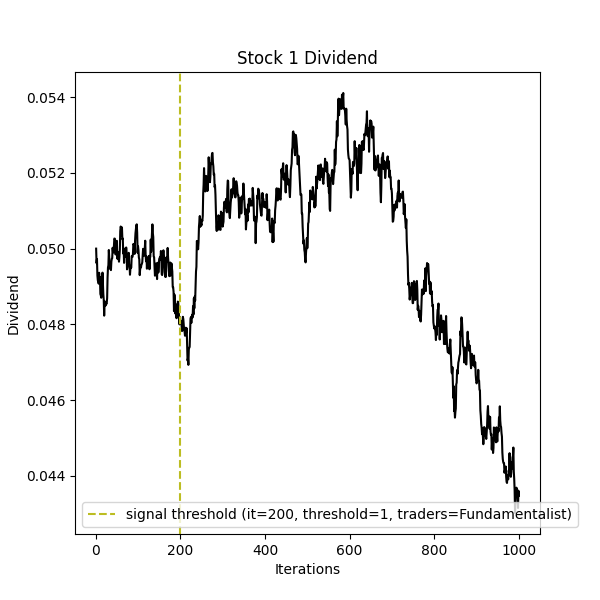 Stock 1 Dividend
0.054
0.052
0.050
0.048
0.046
0.044
Dividend
signal threshold (it=200, threshold=1, traders=Fundamentalist)
0 200 400 600 800 1000
Iterations